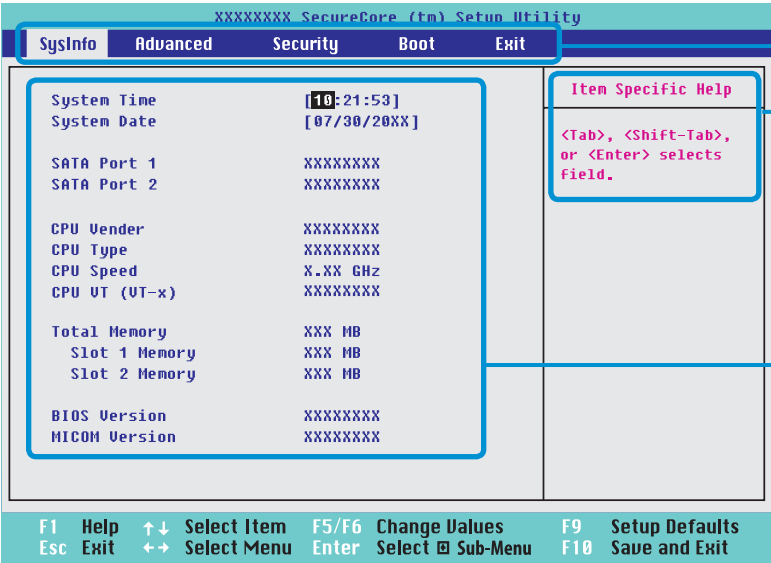 XXXXXXXX SecureCore (tm) Setup Utility
SysInfo Advanced Security Boot Exit
System Time [10:21:53]
System Date [07/30/20XX]
SATA Port 1 XXXXXXXX
SATA Port 2 XXXXXXXX
CPU Vender XXXXXXXX
CPU Type XXXXXXXX
CPU Speed X.XX GHz
CPU VT (VT-x) XXXXXXXX
Total Memory XXX MB
Slot 1 Memory XXX MB
Slot 2 Memory XXX MB
BIOS Version XXXXXXXX
MICOM Version XXXXXXXX
Item Specific Help
<Tab>, <Shift-Tab>,
or <Enter> selects
field.
F1 Help ↑↓ Select Item F5/F6 Change Values F9 Setup Defaults
Esc Exit ←→ Select Menu Enter Select Sub-Menu F10 Save and Exit